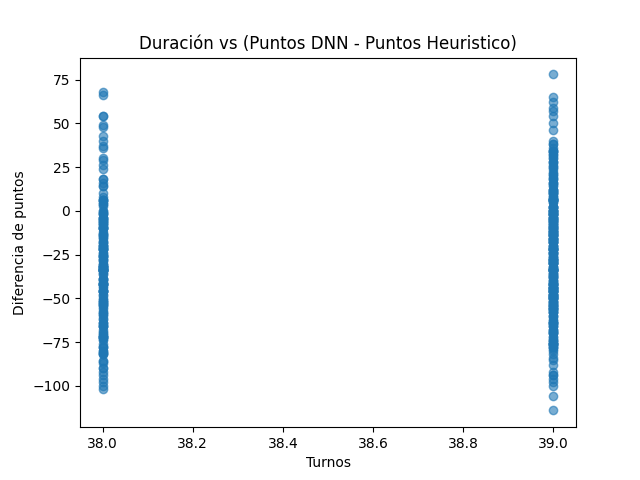 Duración vs (Puntos DNN - Puntos Heuristico)
Diferencia de puntos
75
50
25
0
−25
−50
−75
−100
38.0 38.2 38.4 38.6 38.8 39.0
Turnos